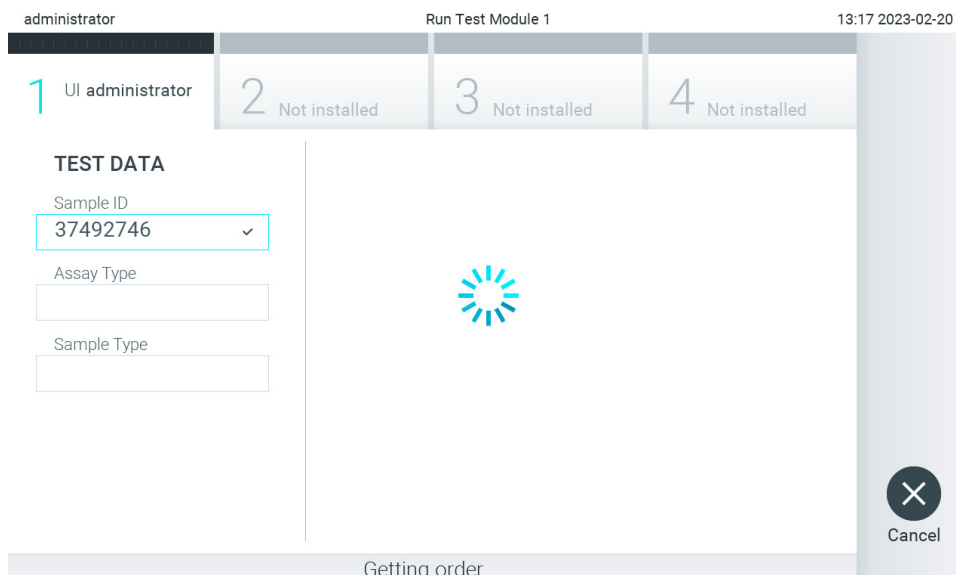 administrator
Run Test Module 1
13:17 2023-02-20
1 UI administrator
2 Not installed
3 Not installed
4 Not installed
TEST DATA
Sample ID
37492746
Assay Type
Sample Type
Cancel
Getting order